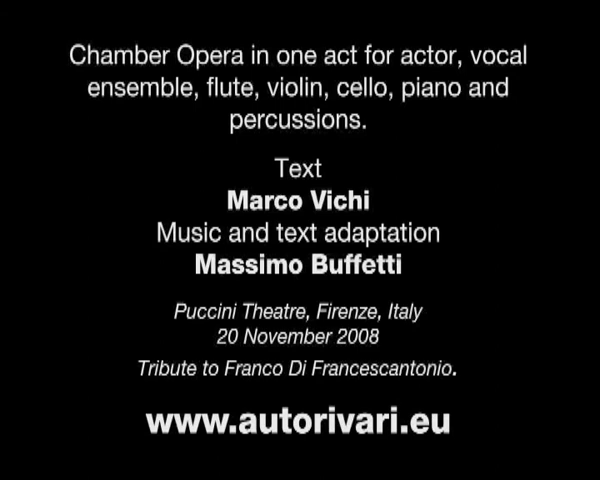 Chamber Opera in one act for actor, vocal
ensemble, flute, violin, cello, piano and
percussions.
Text
Marco Vichi
Music and text adaptation
Massimo Buffetti
Puccini Theatre, Firenze, Italy
20 November 2008
Tribute to Franco Di Francescantonio.
www.autorivari.eu